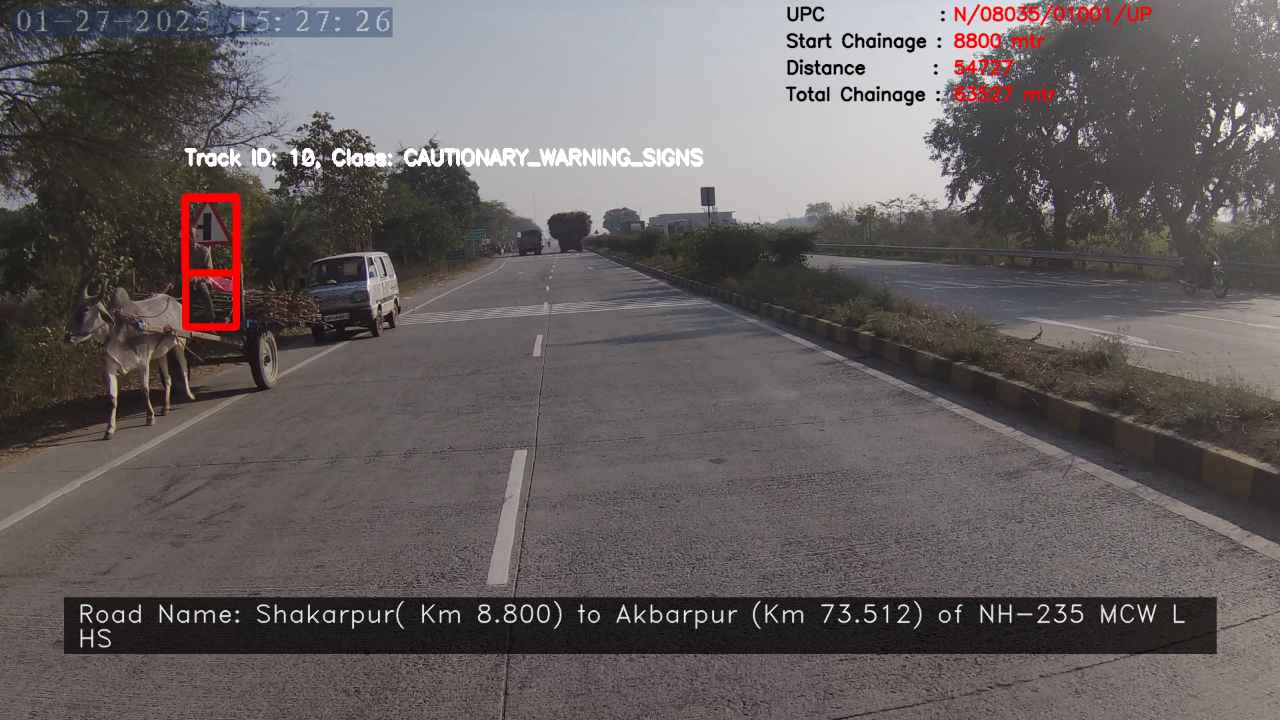 01-27-2025 15:27:26
UPC : N/08035/01001/UP
Start Chainage : 8800 mtr
Distance : 54727
Total Chainage : 63527 mtr
Track ID: 10, Class: CAUTIONARY_WARNING_SIGNS
Road Name: Shakarpur( Km 8.800) to Akbarpur (Km 73.512) of NH-235 MCW L
HS